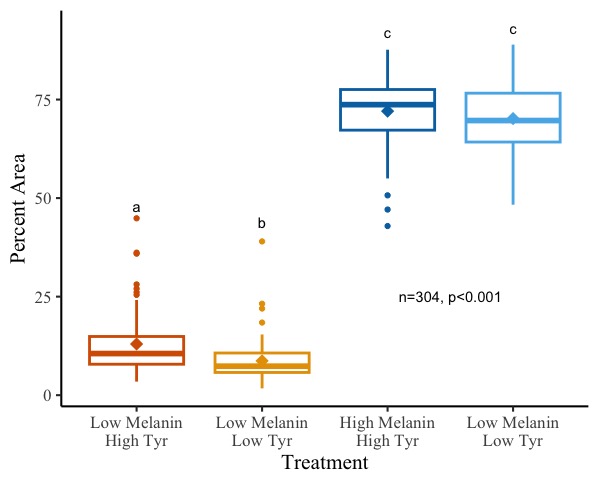 c
c
75
a
50
b
Percent Area
n=304, p<0.001
25
0
Low Melanin
High Tyr
Low Melanin
Low Tyr
High Melanin
High Tyr
Low Melanin
Low Tyr
Treatment